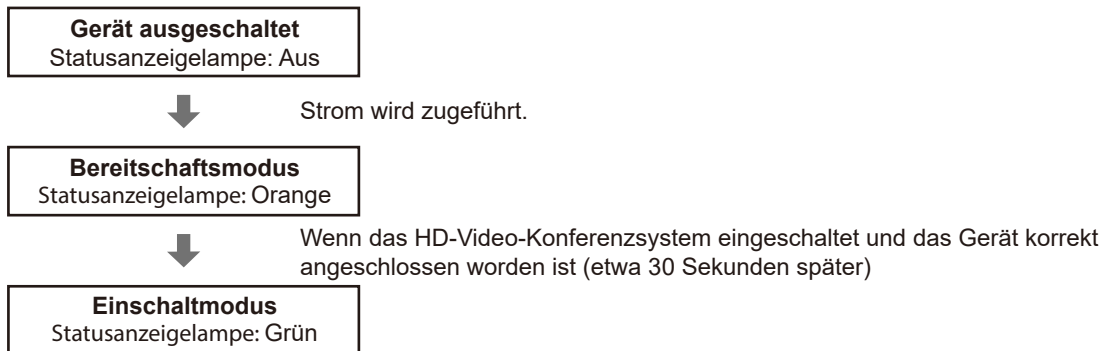 Gerät ausgeschaltet
Statusanzeigelampe: Aus
Strom wird zugeführt.
Bereitschaftsmodus
Statusanzeigelampe: Orange
Wenn das HD-Video-Konferenzsystem eingeschaltet und das Gerät korrekt
angeschlossen worden ist (etwa 30 Sekunden später)
Einschaltmodus
Statusanzeigelampe: Grün